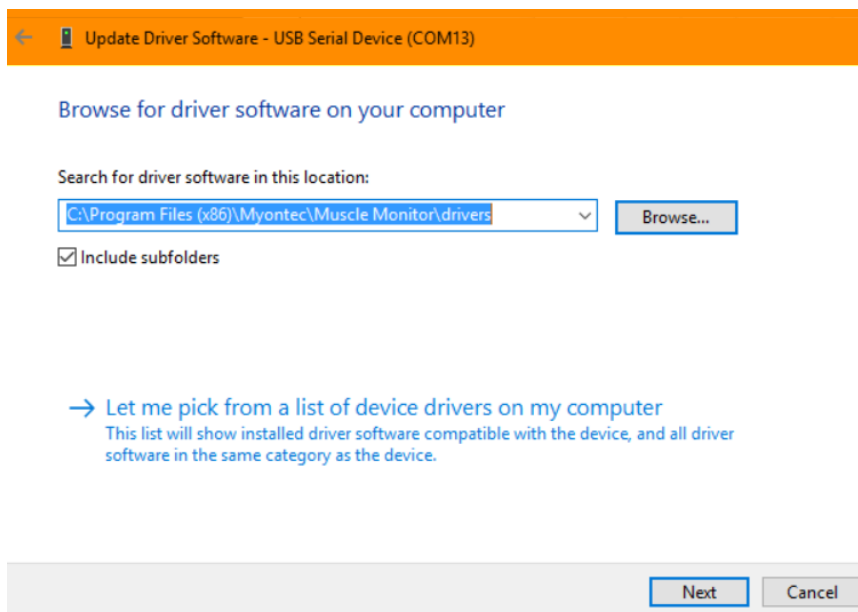 Update Driver Software - USB Serial Device (COM13)
Browse for driver software on your computer
Search for driver software in this location:
C:\Program Files (x86)\Myontec\Muscle Monitor\drivers
Browse...
Include subfolders
Let me pick from a list of device drivers on my computer
This list will show installed driver software compatible with the device, and all driver
software in the same category as the device.
Next
Cancel